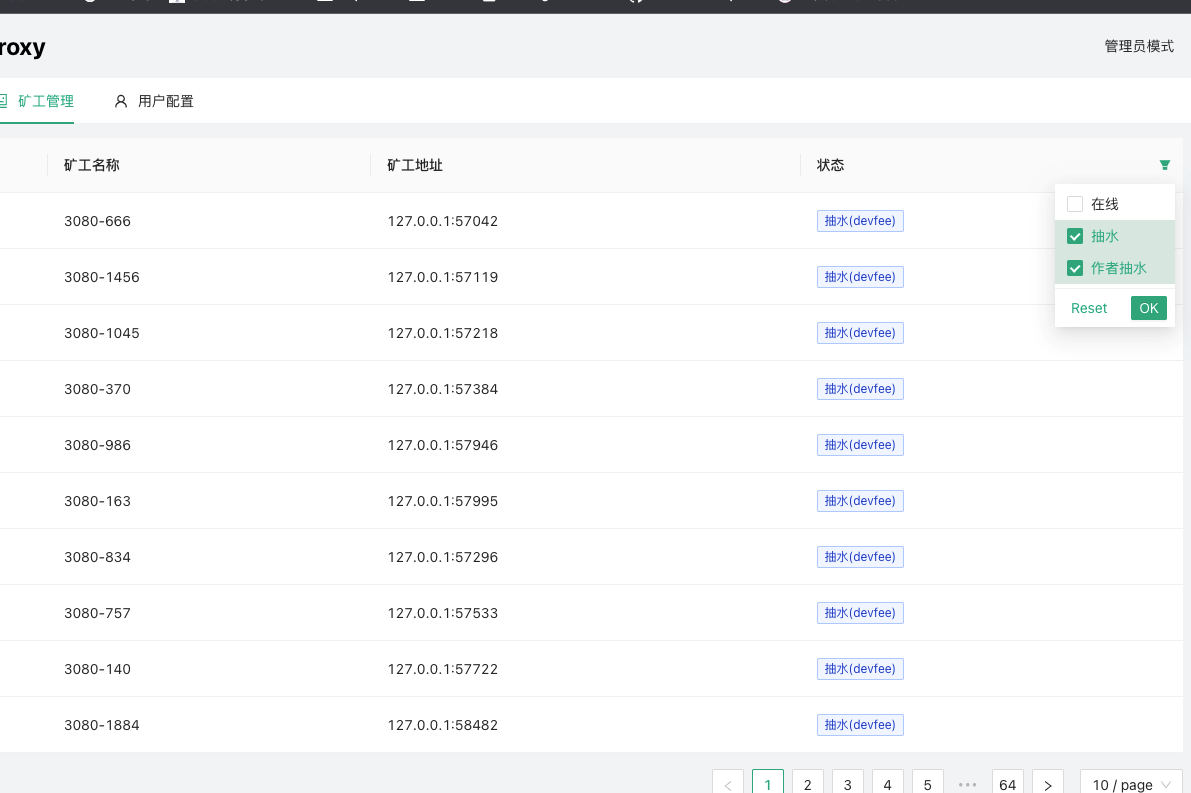 roxy
管理员模式
矿工管理
用户配置
矿工名称 矿工地址 状态
在线
抽水
作者抽水
Reset OK
3080-666 127.0.0.1:57042 抽水(devfee)
3080-1456 127.0.0.1:57119 抽水(devfee)
3080-1045 127.0.0.1:57218 抽水(devfee)
3080-370 127.0.0.1:57384 抽水(devfee)
3080-986 127.0.0.1:57946 抽水(devfee)
3080-163 127.0.0.1:57995 抽水(devfee)
3080-834 127.0.0.1:57296 抽水(devfee)
3080-757 127.0.0.1:57533 抽水(devfee)
3080-140 127.0.0.1:57722 抽水(devfee)
3080-1884 127.0.0.1:58482 抽水(devfee)
< 1 2 3 4 5 ••• 64 > 10 / page